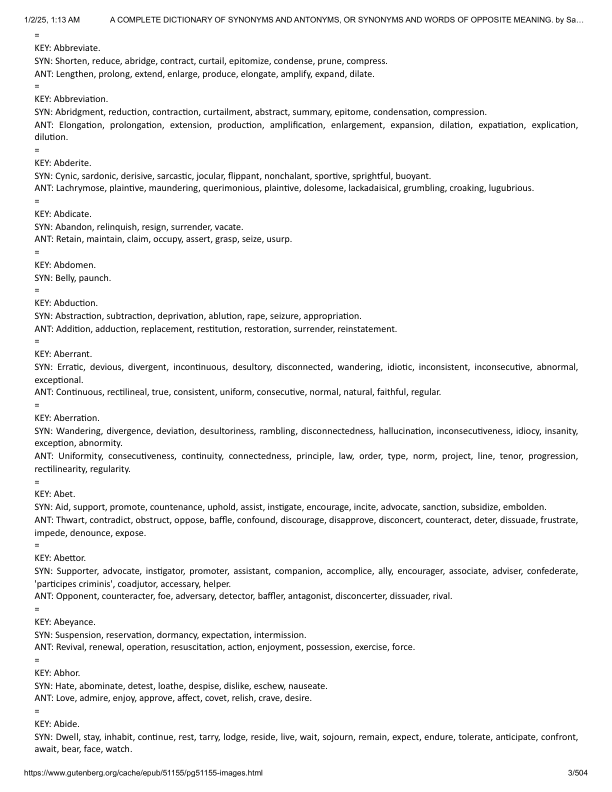 1/2/25, 1:13 AM A COMPLETE DICTIONARY OF SYNONYMS AND ANTONYMS, OR SYNONYMS AND WORDS OF OPPOSITE MEANING. by Sa…
=
KEY: Abbreviate.
SYN: Shorten, reduce, abridge, contract, curtail, epitomize, condense, prune, compress.
ANT: Lengthen, prolong, extend, enlarge, produce, elongate, amplify, expand, dilate.
=
KEY: Abbreviation.
SYN: Abridgment, reduction, contraction, curtailment, abstract, summary, epitome, condensation, compression.
ANT: Elongation, prolongation, extension, production, amplification, enlargement, expansion, dilation, expatiation, explication,
dilution.
=
KEY: Abderite.
SYN: Cynic, sardonic, derisive, sarcastic, jocular, flippant, nonchalant, sportive, sprightful, buoyant.
ANT: Lachrymose, plaintive, maundering, querimonious, plaintive, dolesome, lackadaisical, grumbling, croaking, lugubrious.
=
KEY: Abdicate.
SYN: Abandon, relinquish, resign, surrender, vacate.
ANT: Retain, maintain, claim, occupy, assert, grasp, seize, usurp.
=
KEY: Abdomen.
SYN: Belly, paunch.
=
KEY: Abduction.
SYN: Abstraction, subtraction, deprivation, ablution, rape, seizure, appropriation.
ANT: Addition, adduction, replacement, restitution, restoration, surrender, reinstatement.
=
KEY: Aberrant.
SYN: Erratic, devious, divergent, incontinuous, desultory, disconnected, wandering, idiotic, inconsistent, inconsecutive, abnormal,
exceptional.
ANT: Continuous, rectilineal, true, consistent, uniform, consecutive, normal, natural, faithful, regular.
=
KEY: Aberration.
SYN: Wandering, divergence, deviation, desultoriness, rambling, disconnectedness, hallucination, inconsecutiveness, idiocy, insanity,
exception, abnormity.
ANT: Uniformity, consecutiveness, continuity, connectedness, principle, law, order, type, norm, project, line, tenor, progression,
rectilinearity, regularity.
=
KEY: Abet.
SYN: Aid, support, promote, countenance, uphold, assist, instigate, encourage, incite, advocate, sanction, subsidize, embolden.
ANT: Thwart, contradict, obstruct, oppose, baffle, confound, discourage, disapprove, disconcert, counteract, deter, dissuade, frustrate,
impede, denounce, expose.
=
KEY: Abettor.
SYN: Supporter, advocate, instigator, promoter, assistant, companion, accomplice, ally, encourager, associate, adviser, confederate,
'participes criminis', coadjutor, accessary, helper.
ANT: Opponent, counteracter, foe, adversary, detector, baffler, antagonist, disconcerter, dissuader, rival.
=
KEY: Abeyance.
SYN: Suspension, reservation, dormancy, expectation, intermission.
ANT: Revival, renewal, operation, resuscitation, action, enjoyment, possession, exercise, force.
=
KEY: Abhor.
SYN: Hate, abominate, detest, loathe, despise, dislike, eschew, nauseate.
ANT: Love, admire, enjoy, approve, affect, covet, relish, crave, desire.
=
KEY: Abide.
SYN: Dwell, stay, inhabit, continue, rest, tarry, lodge, reside, live, wait, sojourn, remain, expect, endure, tolerate, anticipate, confront,
await, bear, face, watch.
https://www.gutenberg.org/cache/epub/51155/pg51155-images.html 3/504